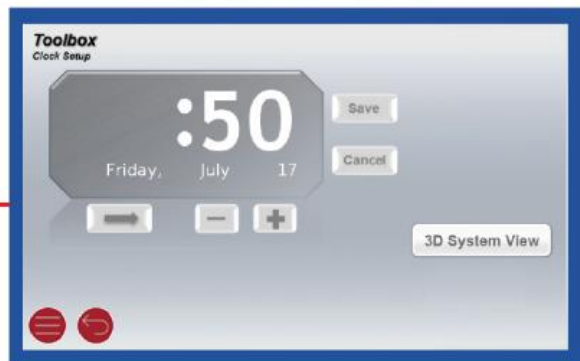 Toolbox
Clock Setup
:50
Friday, July 17
Save
Cancel
3D System View